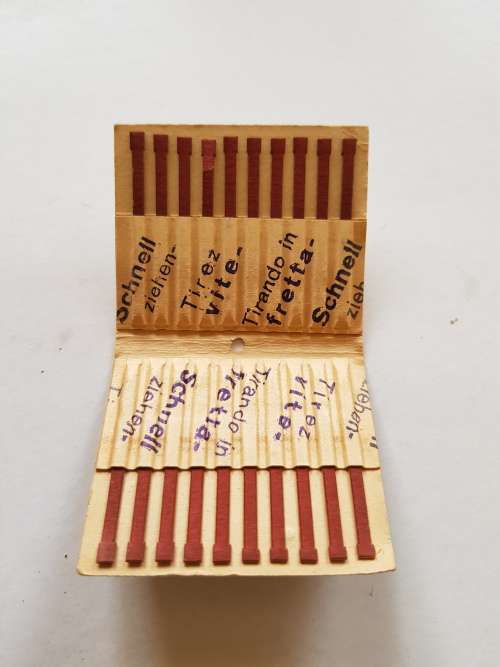 Schnell
ziehen-
Tirez
vite-
Tirando in
fretta-
Schnell
zieh
Schnell
ziehen-
Tirando in
fretta-
Tirez
vite-
ziehen-